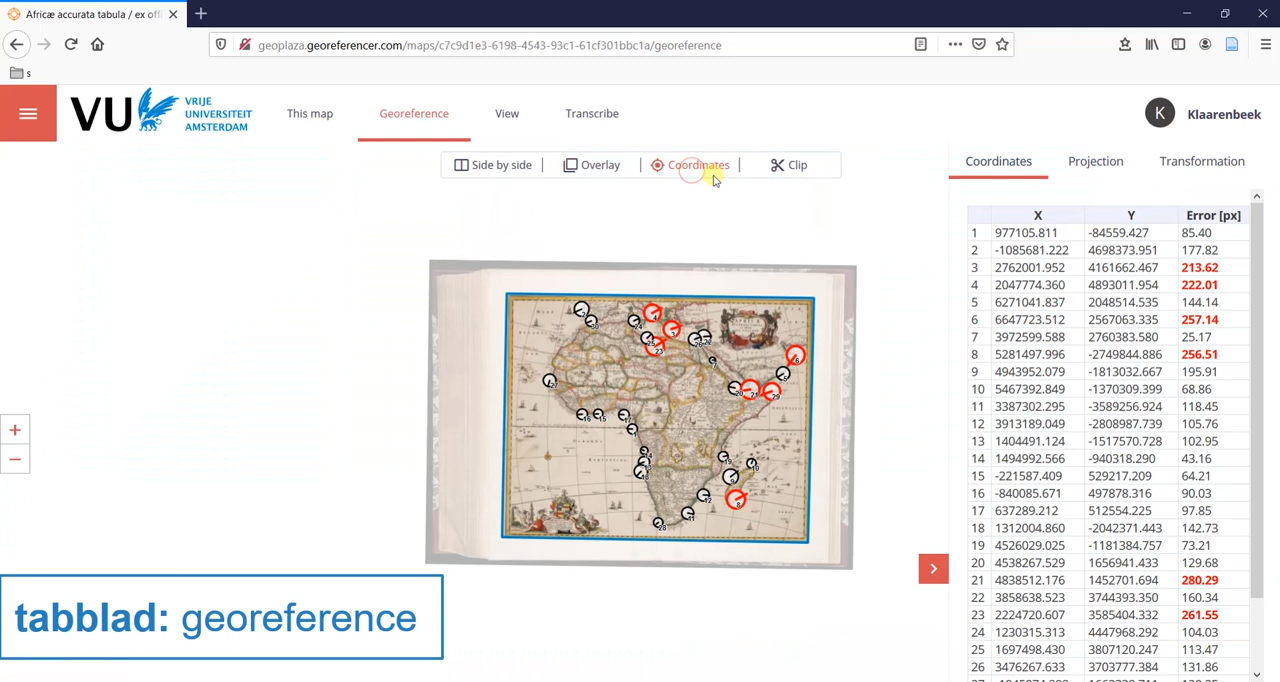 Africæ accurata tabula / ex offi
geoplaza.georeferencer.com/maps/c7c9d1e3-6198-4543-93c1-61cf301bbc1a/georeference
s
VU VRIJE
UNIVERSITEIT
AMSTERDAM
This map Georeference View Transcribe
K Klaarenbeek
Side by side Overlay Coordinates Clip
Coordinates Projection Transformation
X Y Error [px]
1 977105.811 -84559.427 85.40
2 -1085681.222 4698373.951 177.82
3 2762001.952 4161662.467 213.62
4 2047774.360 4893011.954 222.01
5 6271041.837 2048514.535 144.14
6 6647723.512 2567063.335 257.14
7 3972599.588 2760383.580 25.17
8 5281497.996 -2749844.886 256.51
9 4943952.079 -1813032.667 195.91
10 5467392.849 -1370309.399 68.86
11 3387302.295 -3589256.924 118.45
12 3913189.049 -2808987.739 105.76
13 1404491.124 -1517570.728 102.95
14 1494992.566 -940318.290 43.16
15 -221587.409 529217.209 64.21
16 -840085.671 497878.316 90.03
17 637289.212 512554.225 97.85
18 1312004.860 -2042371.443 142.73
19 4526029.025 -1181384.757 73.21
20 4538267.529 1656941.433 129.68
21 4838512.176 1452701.694 280.29
22 3858638.523 3744393.350 160.34
23 2224720.607 3585404.332 261.55
24 1230315.313 4447968.292 104.03
25 1697498.430 3807120.247 113.47
26 3476267.633 3703777.384 131.86
tabblad: georeference